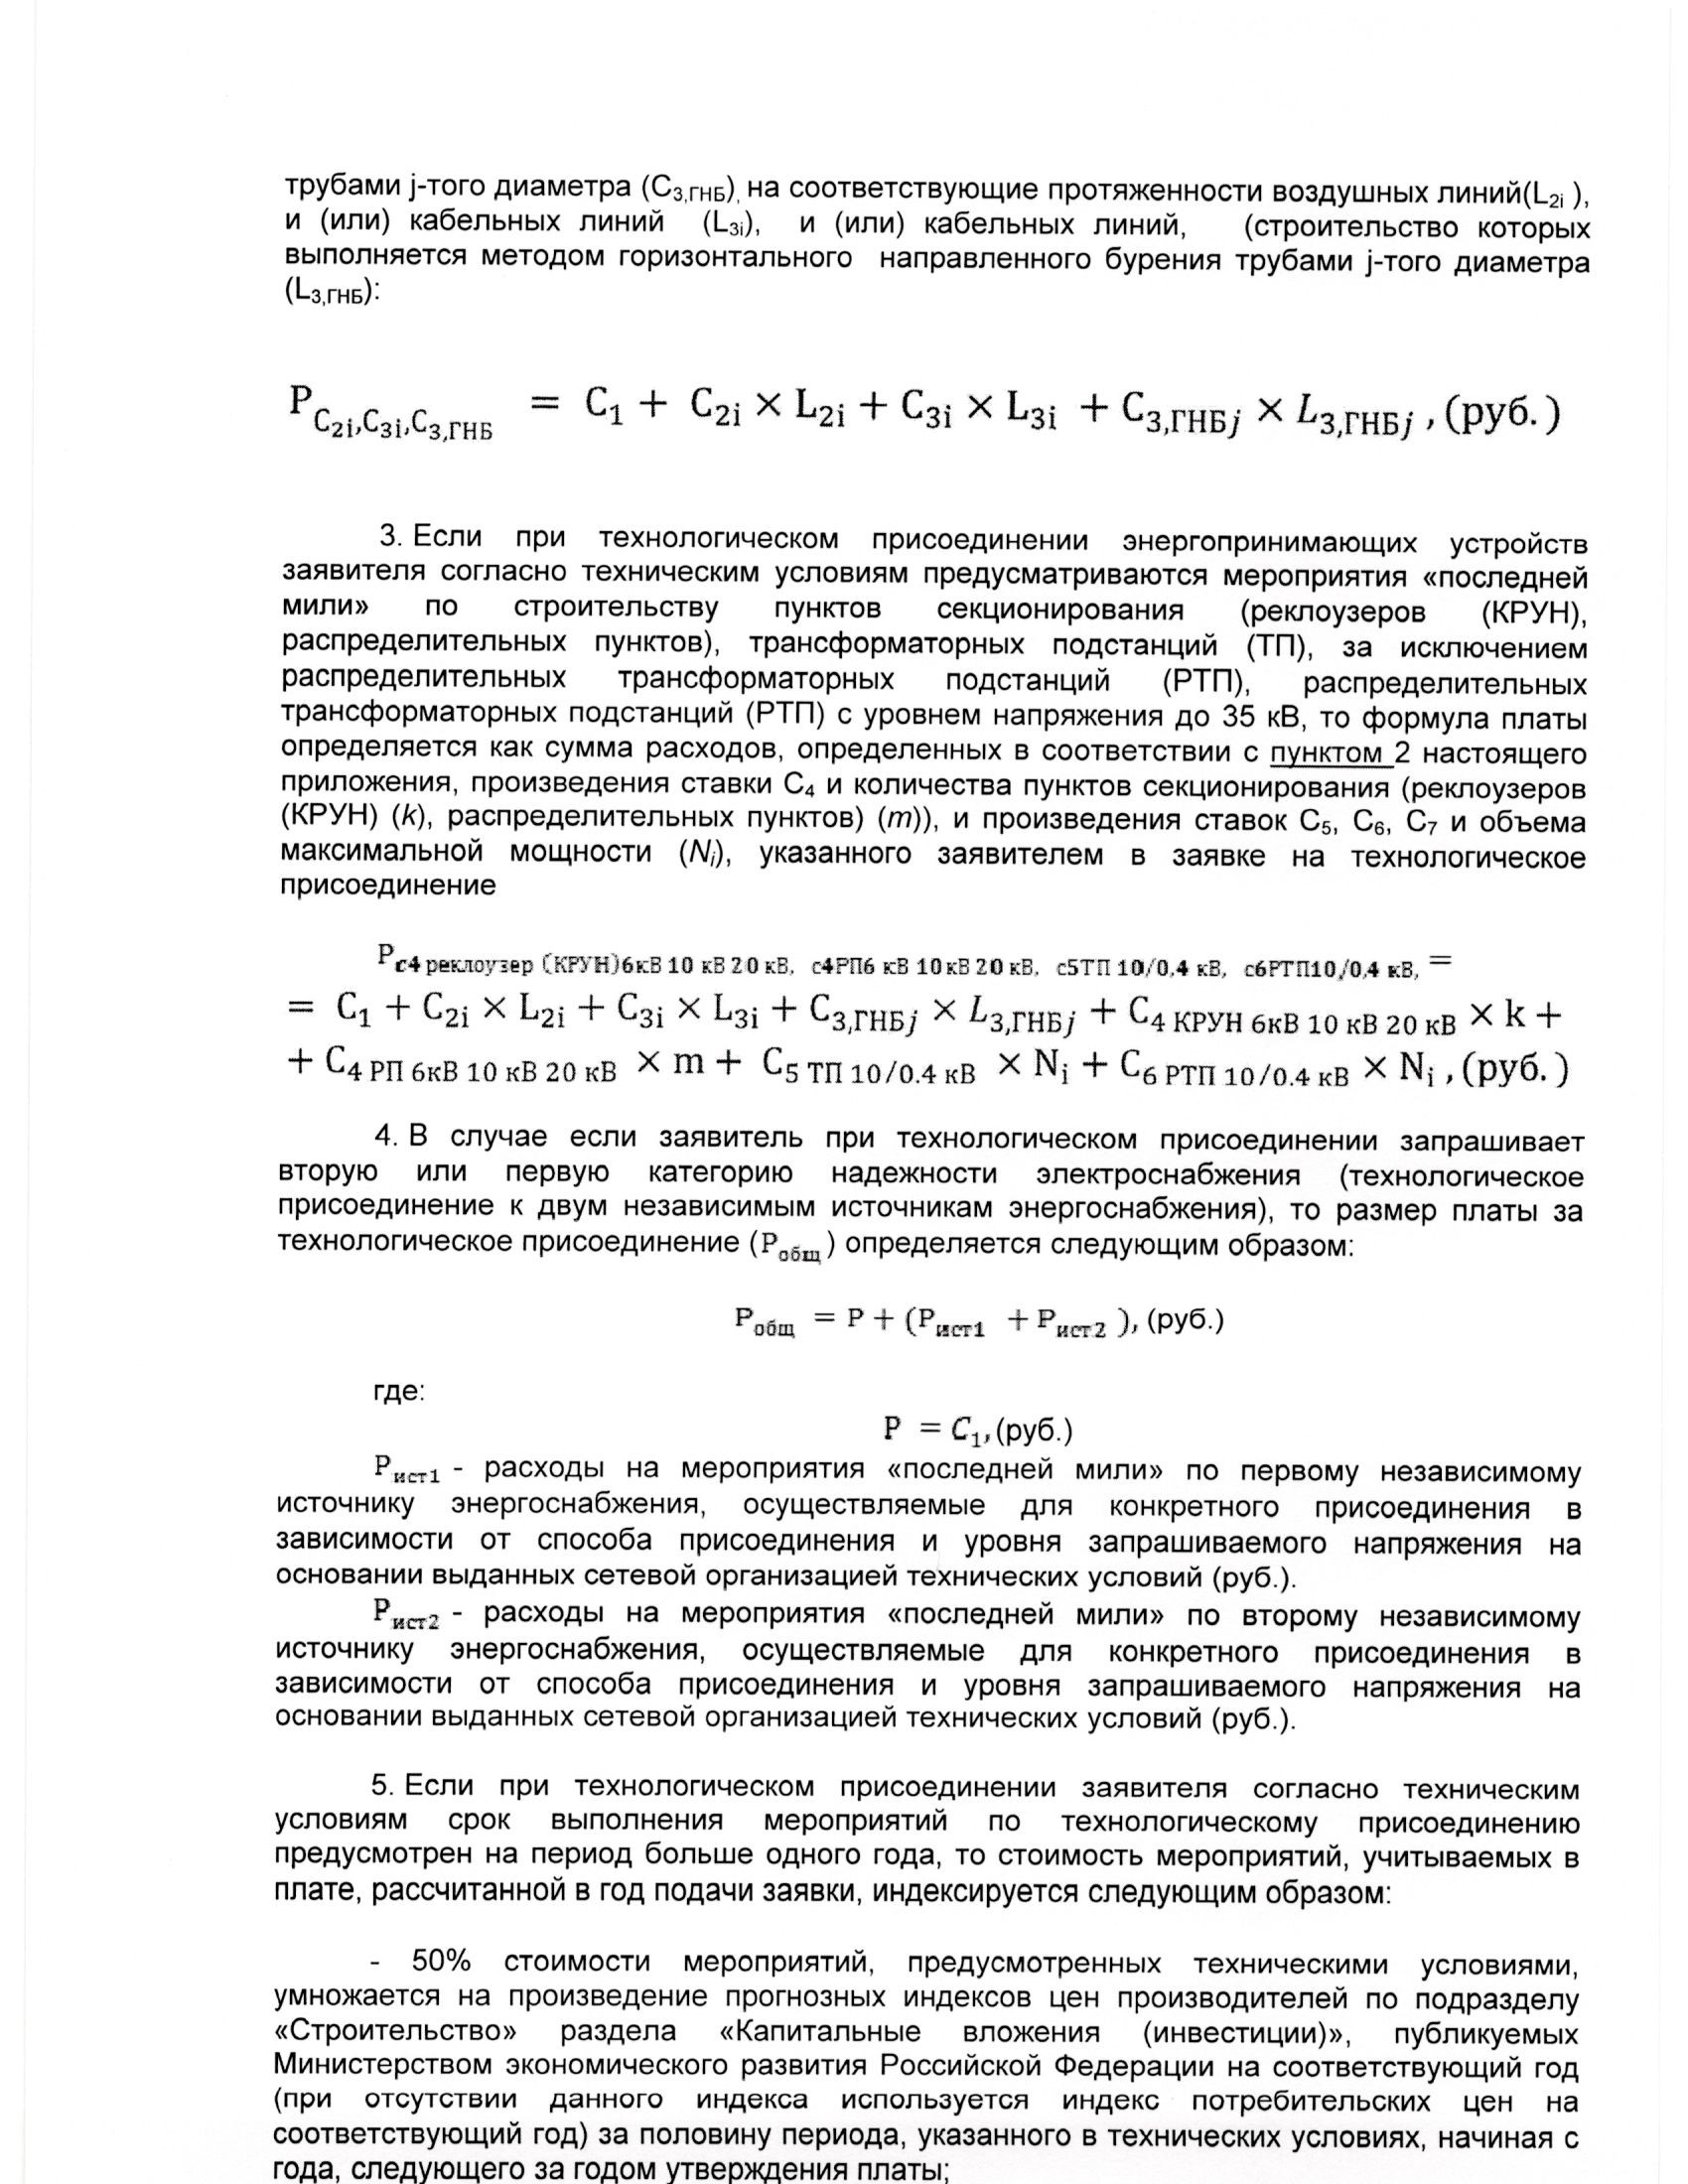 трубами j-того диаметра (С3,ГНБ), на соответствующие протяженности воздушных линий(L2i ),
и (или) кабельных линий (L3i), и (или) кабельных линий, (строительство которых
выполняется методом горизонтального направленного бурения трубами j-того диаметра
(L3,ГНБ):
P C2i,C3i,C3,ГНБ = C1 + C2i × L2i + C3i × L3i + C3,ГНБj × L3,ГНБj , (руб. )
3. Если при технологическом присоединении энергопринимающих устройств
заявителя согласно техническим условиям предусматриваются мероприятия «последней
мили» по строительству пунктов секционирования (реклоузеров (КРУН),
распределительных пунктов), трансформаторных подстанций (ТП), за исключением
распределительных трансформаторных подстанций (РТП), распределительных
трансформаторных подстанций (РТП) с уровнем напряжения до 35 кВ, то формула платы
определяется как сумма расходов, определенных в соответствии с пунктом 2 настоящего
приложения, произведения ставки С4 и количества пунктов секционирования (реклоузеров
(КРУН) (k), распределительных пунктов) (m)), и произведения ставок С5, С6, С7 и объема
максимальной мощности (Ni), указанного заявителем в заявке на технологическое
присоединение
P с4 реклоузер (КРУН)6кВ 10 кВ 20 кВ, с4РП6 кВ 10кВ 20 кВ, с5ТП 10/0,4 кВ, с6РТП10/0,4 кВ, =
= C1 + C2i × L2i + C3i × L3i + C3,ГНБj × L3,ГНБj + C4 КРУН 6кВ 10 кВ 20 кВ × k +
+ C4 РП 6кВ 10 кВ 20 кВ × m + C5 ТП 10/0.4 кВ × Ni + C6 РТП 10/0.4 кВ × Ni , (руб. )
4. В случае если заявитель при технологическом присоединении запрашивает
вторую или первую категорию надежности электроснабжения (технологическое
присоединение к двум независимым источникам энергоснабжения), то размер платы за
технологическое присоединение (Pобщ ) определяется следующим образом:
Pобщ = P + (Pист1 + Pист2 ), (руб.)
где:
P = C1, (руб.)
Pист1 - расходы на мероприятия «последней мили» по первому независимому
источнику энергоснабжения, осуществляемые для конкретного присоединения в
зависимости от способа присоединения и уровня запрашиваемого напряжения на
основании выданных сетевой организацией технических условий (руб.).
Pист2 - расходы на мероприятия «последней мили» по второму независимому
источнику энергоснабжения, осуществляемые для конкретного присоединения в
зависимости от способа присоединения и уровня запрашиваемого напряжения на
основании выданных сетевой организацией технических условий (руб.).
5. Если при технологическом присоединении заявителя согласно техническим
условиям срок выполнения мероприятий по технологическому присоединению
предусмотрен на период больше одного года, то стоимость мероприятий, учитываемых в
плате, рассчитанной в год подачи заявки, индексируется следующим образом:
- 50% стоимости мероприятий, предусмотренных техническими условиями,
умножается на произведение прогнозных индексов цен производителей по подразделу
«Строительство» раздела «Капитальные вложения (инвестиции)», публикуемых
Министерством экономического развития Российской Федерации на соответствующий год
(при отсутствии данного индекса используется индекс потребительских цен на
соответствующий год) за половину периода, указанного в технических условиях, начиная с
года, следующего за годом утверждения платы;